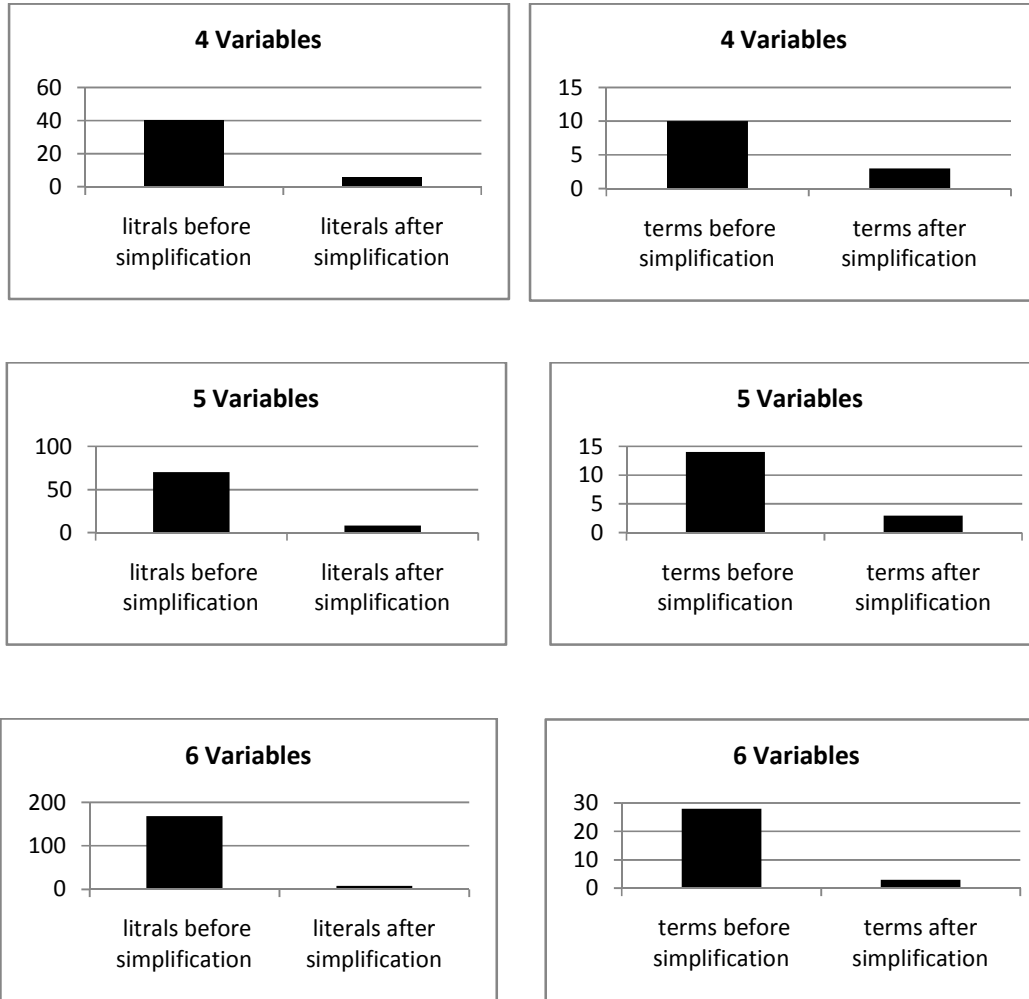 4 Variables
60
40
20
0
litrals before
simplification
literals after
simplification
4 Variables
15
10
5
0
terms before
simplification
terms after
simplification
5 Variables
100
50
0
litrals before
simplification
literals after
simplification
5 Variables
15
10
5
0
terms before
simplification
terms after
simplification
6 Variables
200
100
0
litrals before
simplification
literals after
simplification
6 Variables
30
20
10
0
terms before
simplification
terms after
simplification